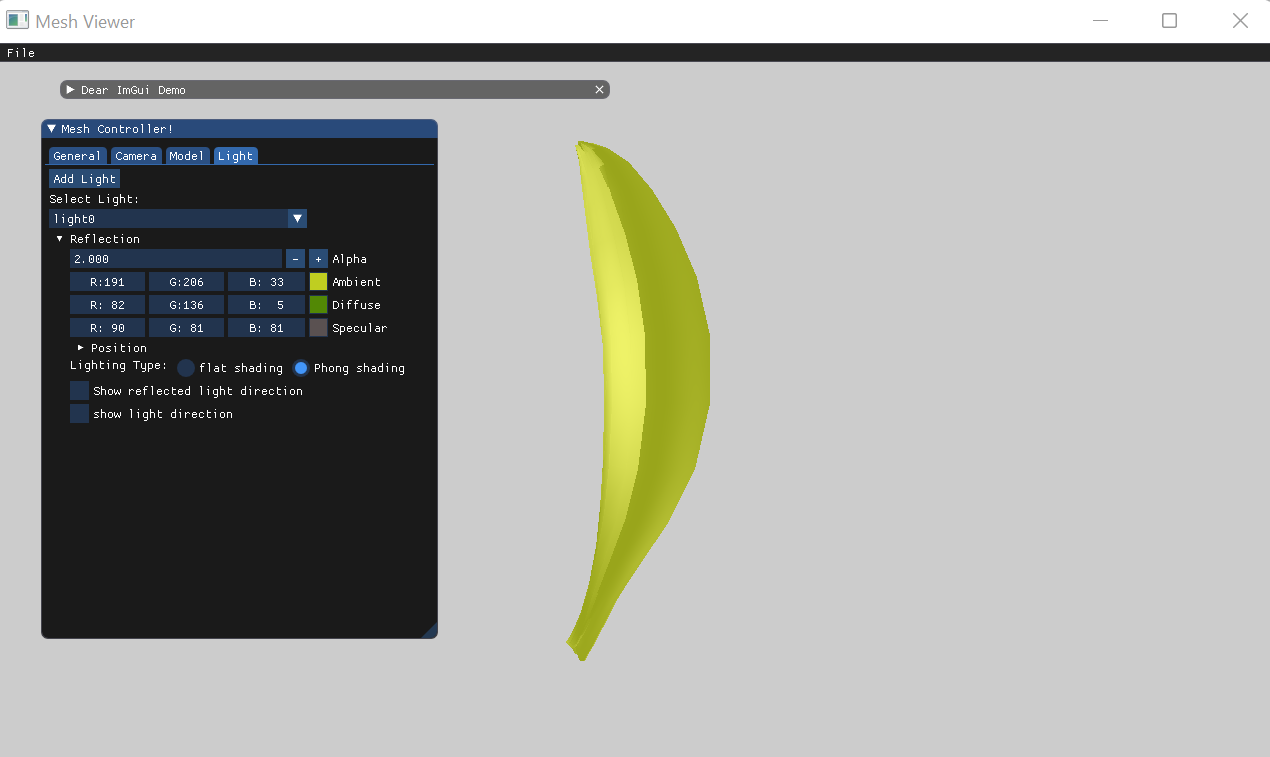 Mesh Viewer
File
Dear ImGui Demo
Mesh Controller!
General Camera Model Light
Add Light
Select Light:
light0
Reflection
2.000 - + Alpha
R:191 G:206 B: 33 Ambient
R: 82 G:136 B:  5 Diffuse
R: 90 G: 81 B: 81 Specular
Position
Lighting Type: flat shading Phong shading
Show reflected light direction
show light direction